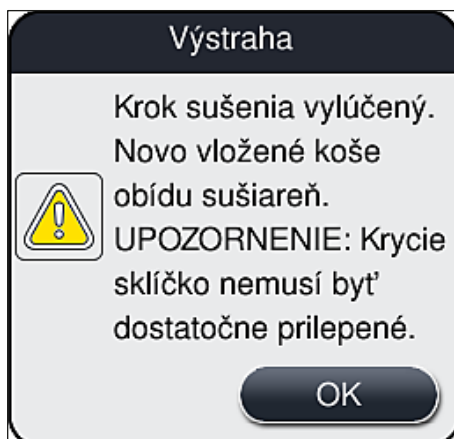 Výstraha
Krok sušenia vylúčený.
Novo vložené koše
obídu sušiareň.
UPOZORNENIE: Krycie
sklíčko nemusí byť
dostatočne prilepené.
OK